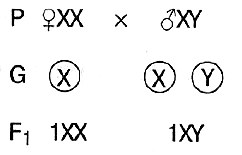 P ♀XX × ♂XY
G X X Y
F₁ 1XX 1XY